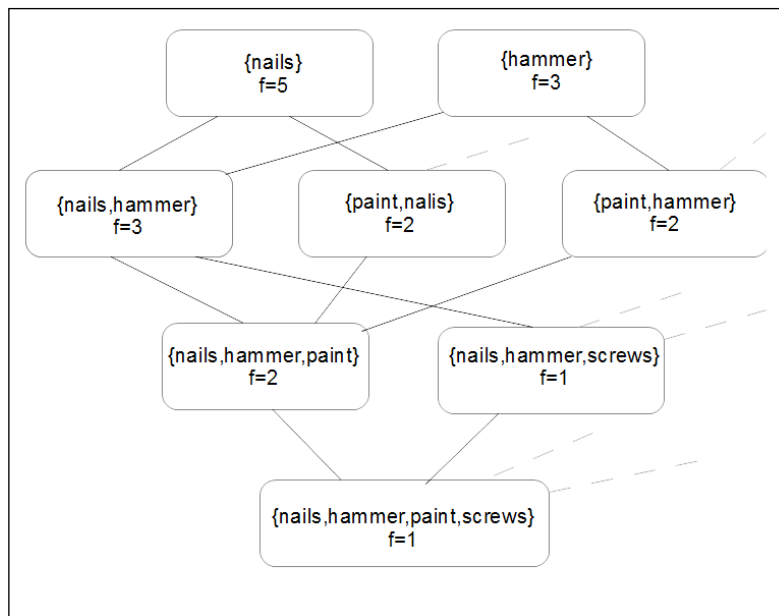 {nails}
f=5
{hammer}
f=3
{nails,hammer}
f=3
{paint,nalis}
f=2
{paint,hammer}
f=2
{nails,hammer,paint}
f=2
{nails,hammer,screws}
f=1
{nails,hammer,paint,screws}
f=1